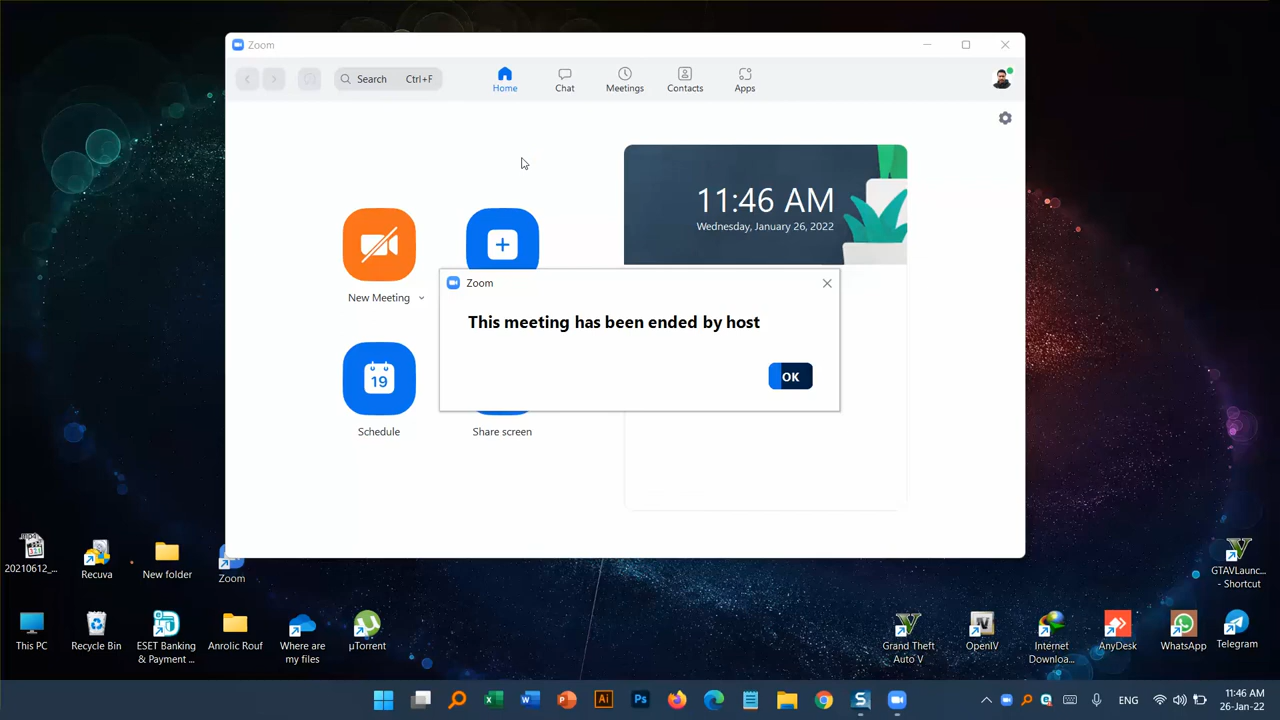 Zoom
Search Ctrl+F
Home
Chat
Meetings
Contacts
Apps
11:46 AM
Wednesday, January 26, 2022
New Meeting
Zoom
This meeting has been ended by host
OK
19
Schedule
Share screen
20210612_...
Recuva
New folder
Zoom
GTAVLaunc...
- Shortcut
This PC
Recycle Bin
ESET Banking
& Payment ...
Anrolic Rouf
Where are
my files
µTorrent
Grand Theft
Auto V
OpenIV
Internet
Downloa...
AnyDesk
WhatsApp
Telegram
Ai
Ps
ENG
11:46 AM
26-Jan-22